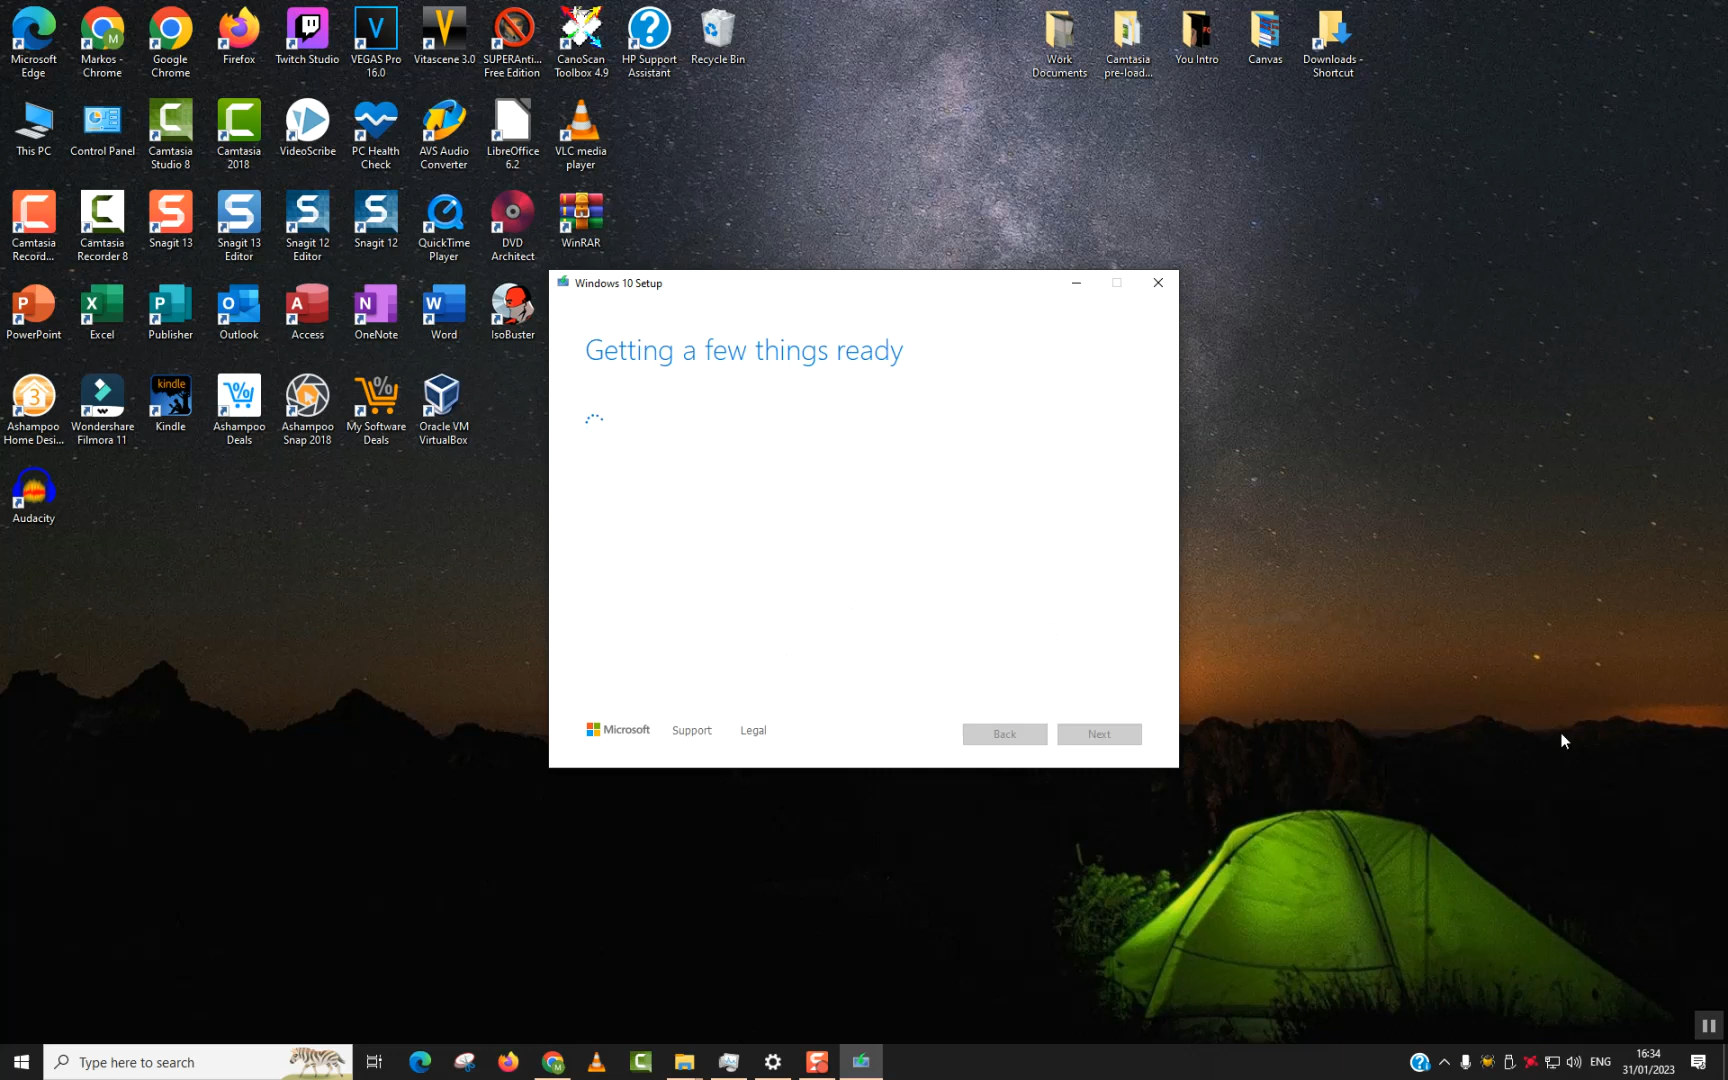 Microsoft Edge
Markos - Chrome
Google Chrome
Firefox
Twitch Studio
VEGAS Pro 16.0
Vitascene 3.0
SUPERAnti... Free Edition
CanoScan Toolbox 4.9
HP Support Assistant
Recycle Bin
Work Documents
Camtasia pre-load...
You Intro
Canvas
Downloads - Shortcut
This PC
Control Panel
Camtasia Studio 8
Camtasia 2018
VideoScribe
PC Health Check
AVS Audio Converter
LibreOffice 6.2
VLC media player
Camtasia Record...
Camtasia Recorder 8
Snagit 13
Snagit 13 Editor
Snagit 12 Editor
Snagit 12
QuickTime Player
DVD Architect
WinRAR
PowerPoint
Excel
Publisher
Outlook
Access
OneNote
Word
IsoBuster
Ashampoo Home Desi...
Wondershare Filmora 11
kindle
Kindle
Ashampoo Deals
Ashampoo Snap 2018
My Software Deals
Oracle VM VirtualBox
Audacity
Windows 10 Setup
Getting a few things ready
Microsoft
Support
Legal
Back
Next
Type here to search
ENG
16:34
31/01/2023